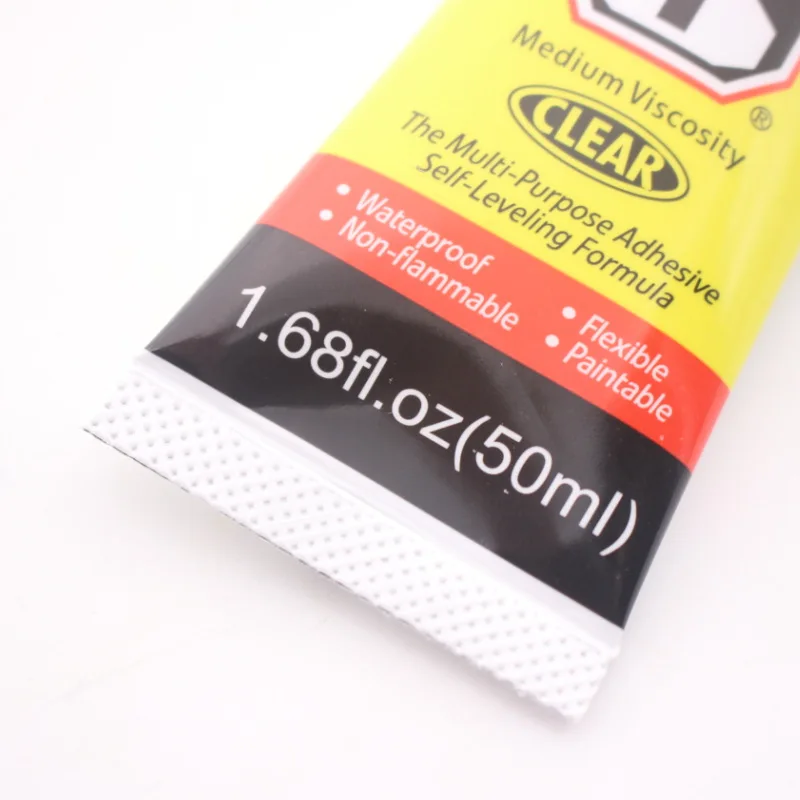 Medium Viscosity
®
CLEAR
The Multi-Purpose Adhesive
Self-Leveling Formula
• Waterproof
• Non-flammable
• Flexible
• Paintable
1.68fl.oz(50ml)